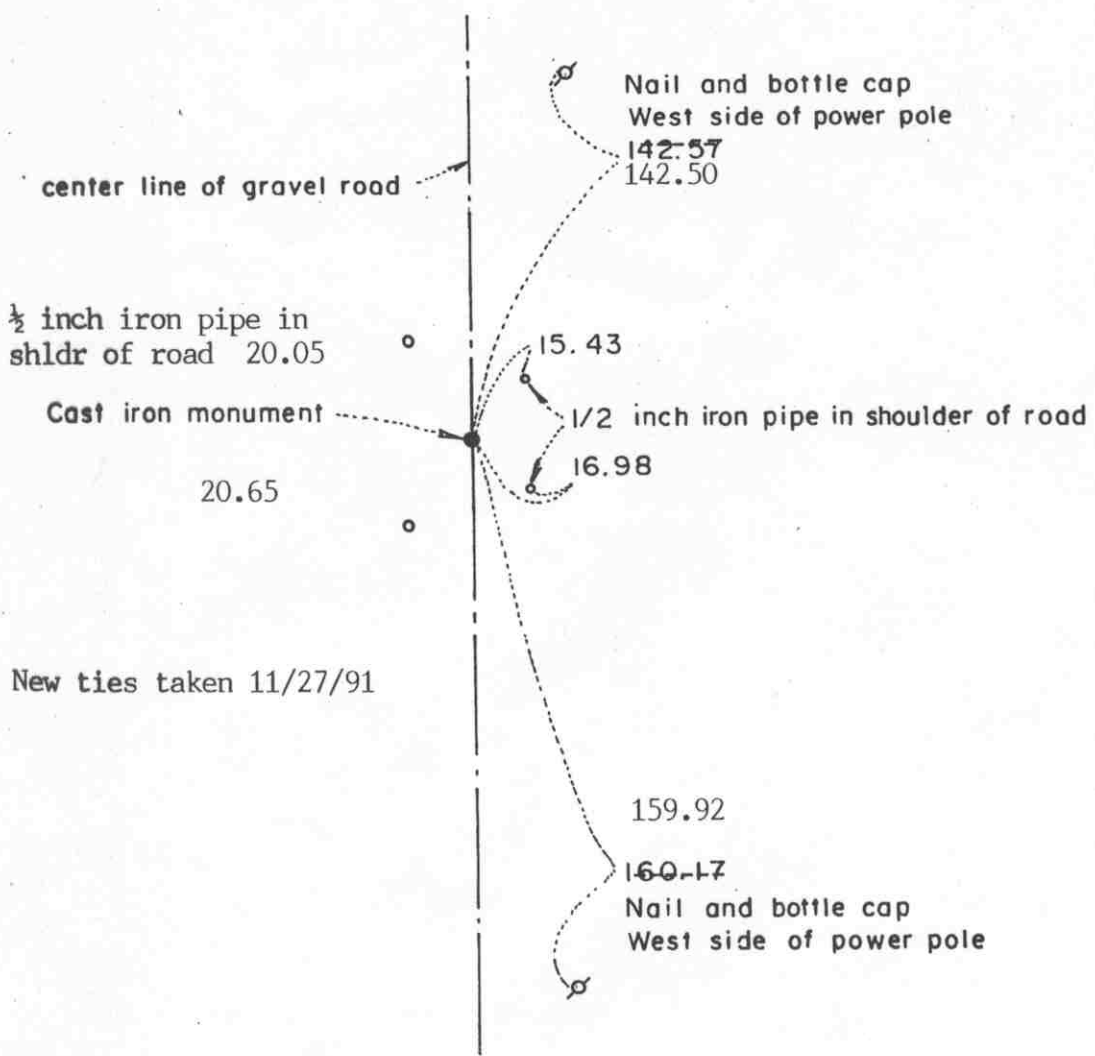 Nail and bottle cap
West side of power pole
142.57
142.50
center line of gravel road
½ inch iron pipe in
shldr of road 20.05
15.43
Cast iron monument
1/2 inch iron pipe in shoulder of road
16.98
20.65
New ties taken 11/27/91
159.92
160.17
Nail and bottle cap
West side of power pole